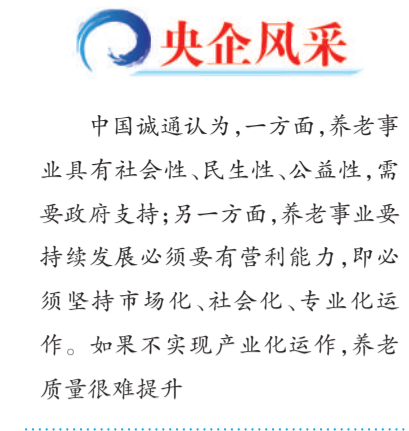 央企风采
中国诚通认为,一方面,养老事
业具有社会性、民生性、公益性,需
要政府支持;另一方面,养老事业要
持续发展必须要有营利能力,即必
须坚持市场化、社会化、专业化运
作。如果不实现产业化运作,养老
质量很难提升